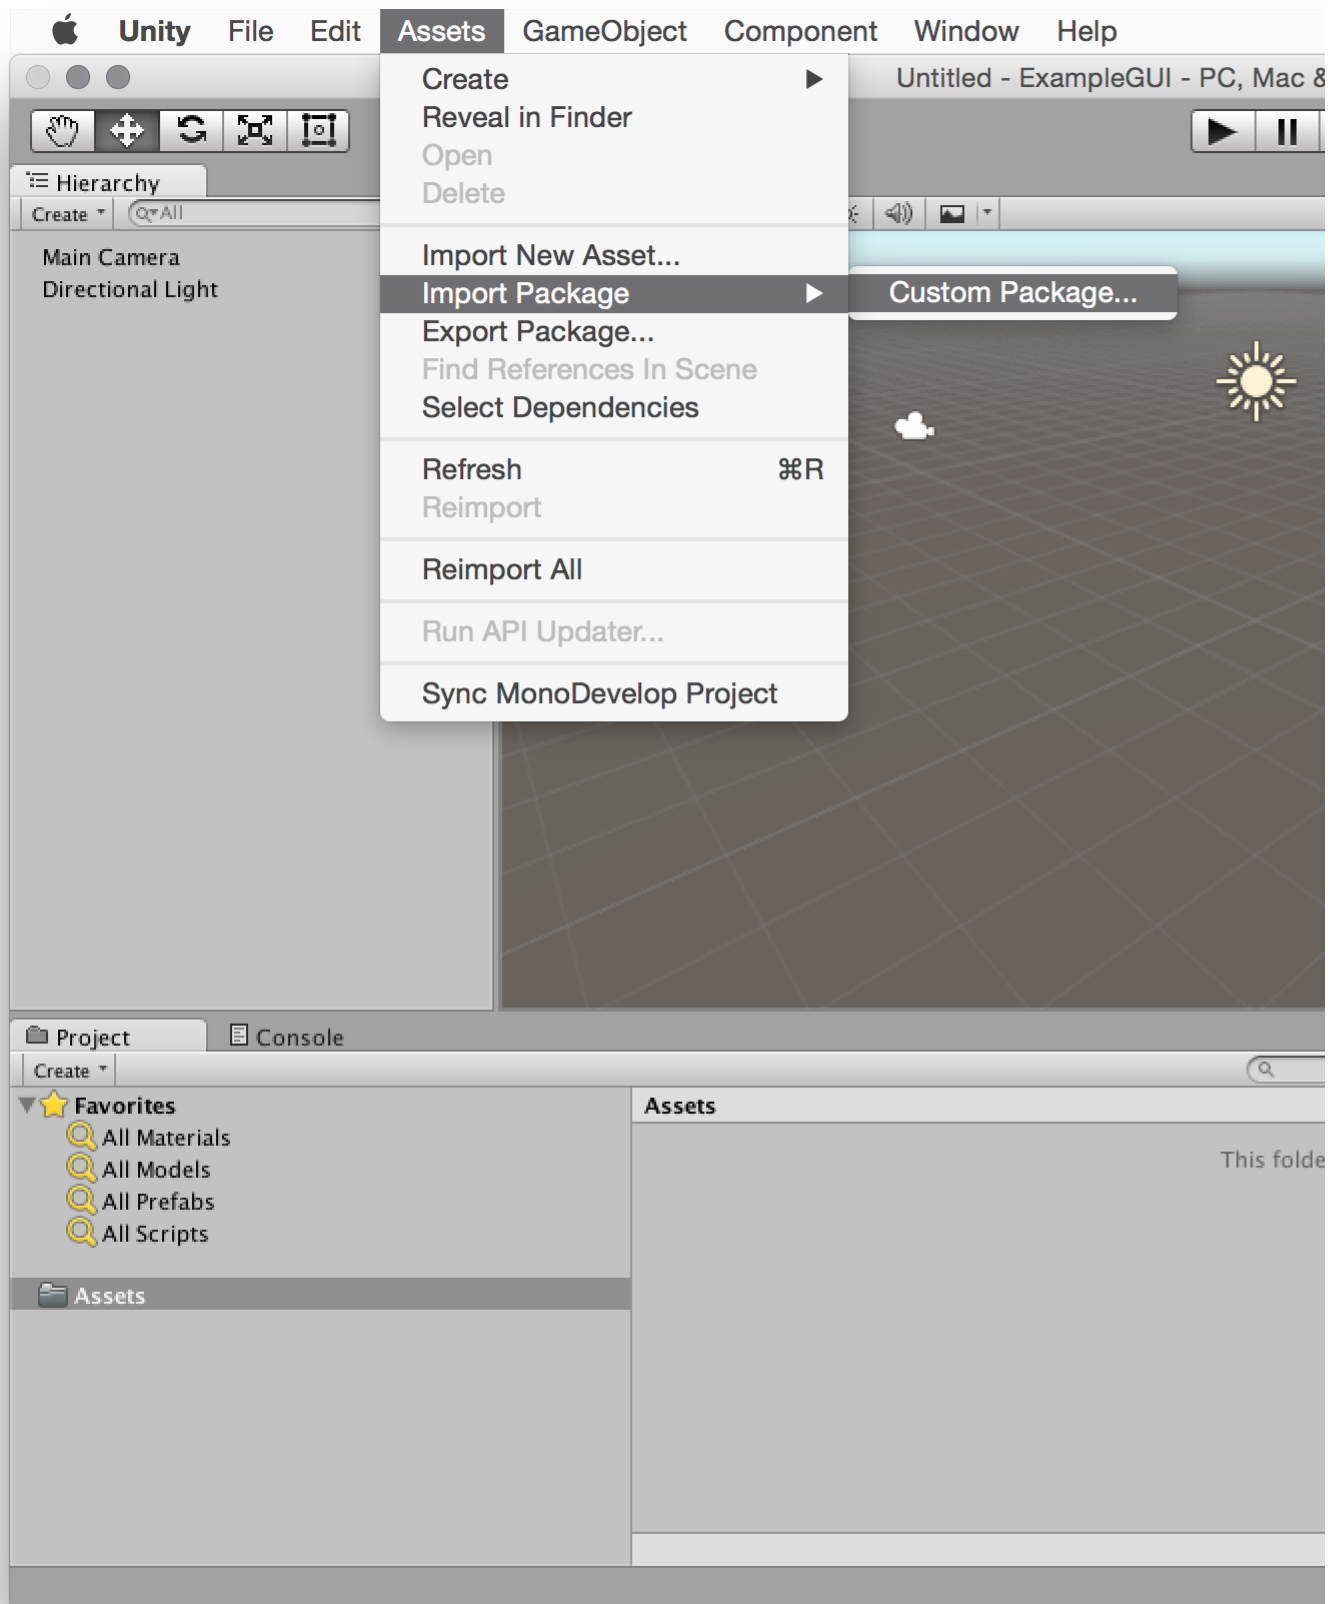 Unity File Edit Assets GameObject Component Window Help
Untitled - ExampleGUI - PC, Mac &
Create
Reveal in Finder
Open
Delete
Import New Asset...
Import Package
Custom Package...
Export Package...
Find References In Scene
Select Dependencies
Refresh ⌘R
Reimport
Reimport All
Run API Updater...
Sync MonoDevelop Project
Hierarchy
Create All
Main Camera
Directional Light
Project Console
Create
Favorites
All Materials
All Models
All Prefabs
All Scripts
Assets
Assets
This folde